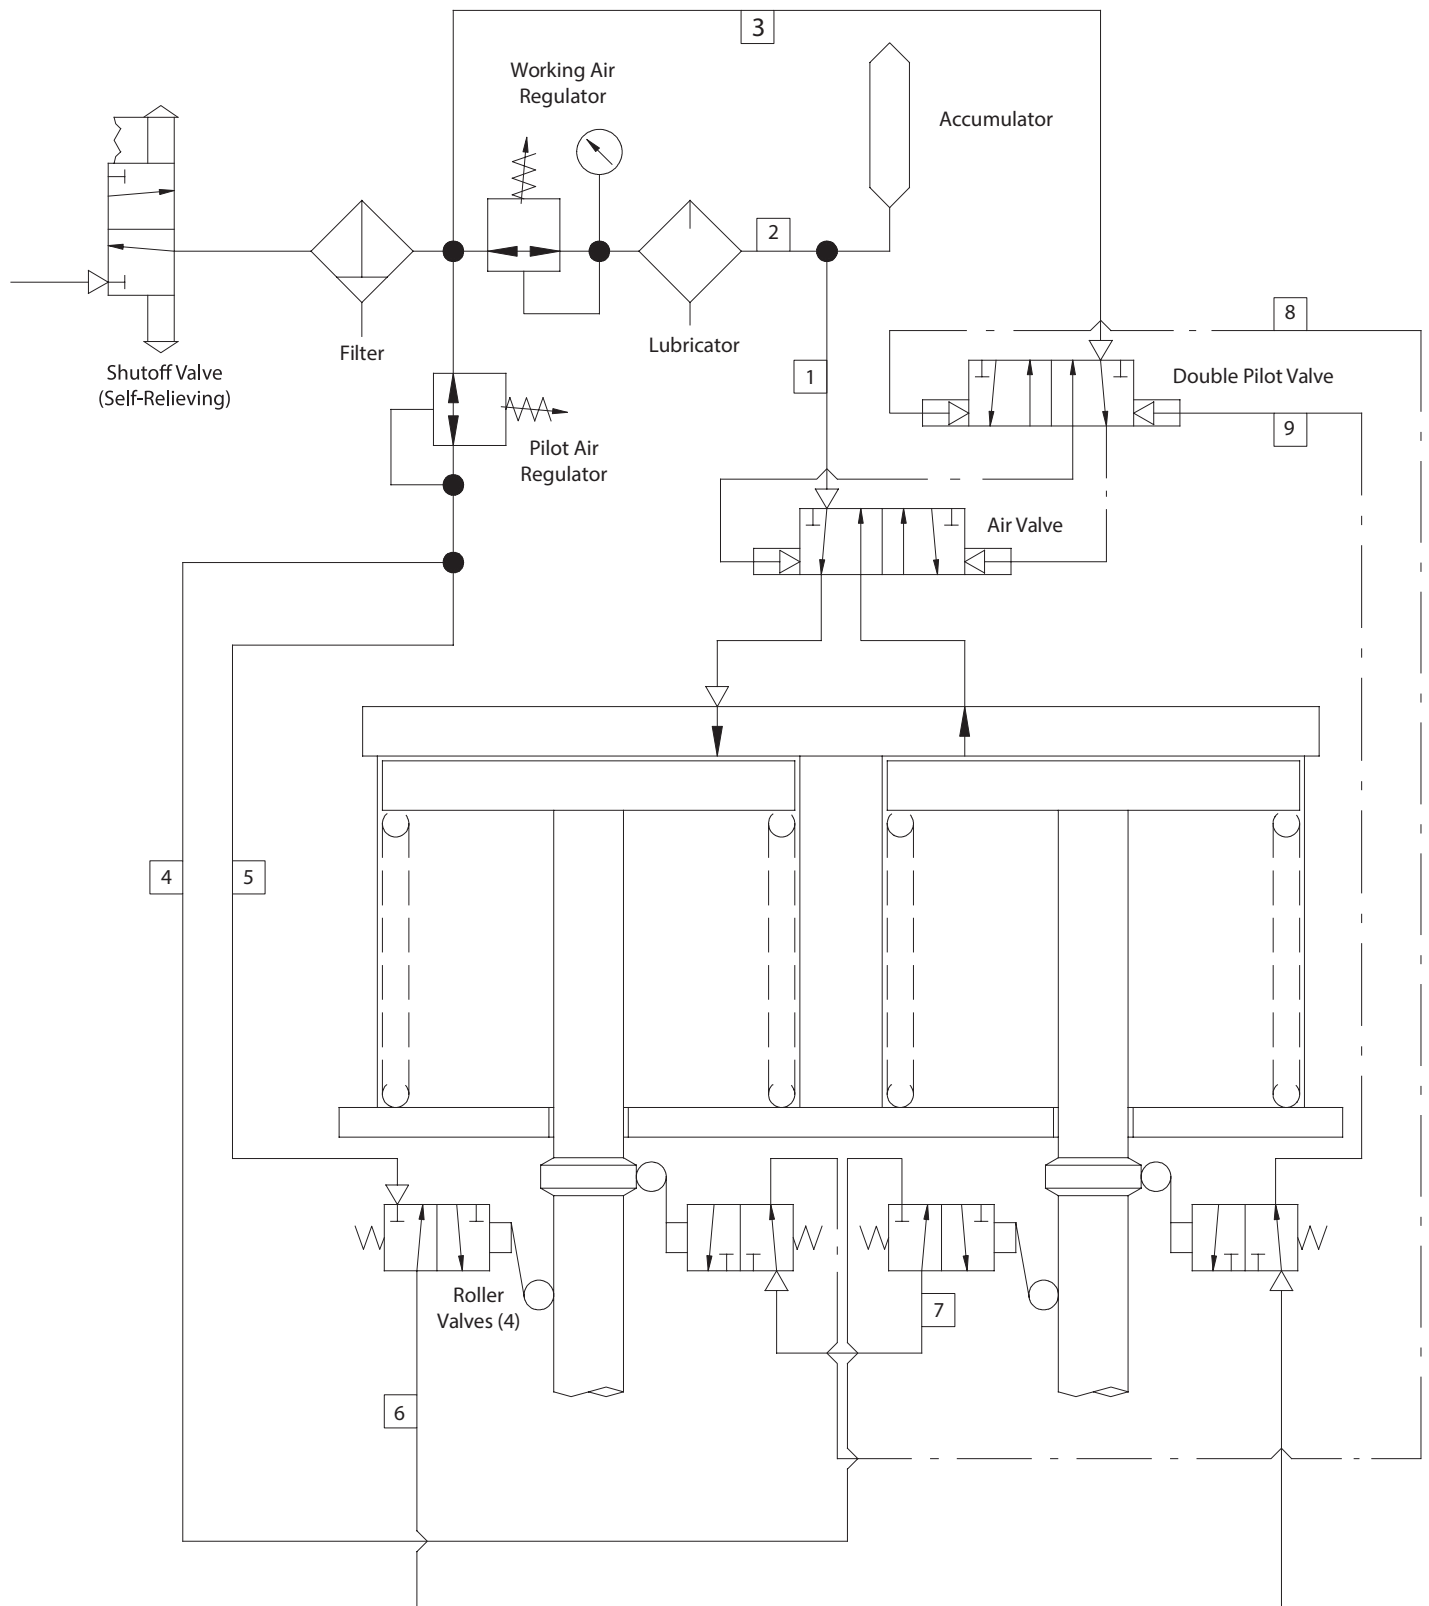 3
Working Air
Regulator
Accumulator
2
8
Filter
Lubricator
Shutoff Valve
(Self-Relieving)
1
Double Pilot Valve
9
Pilot Air
Regulator
Air Valve
4
5
Roller
Valves (4)
7
6